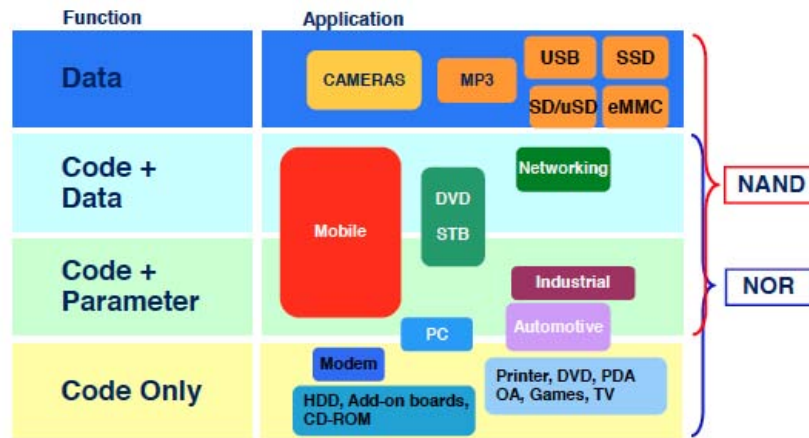 Function
Application
Data
CAMERAS
MP3
USB
SSD
SD/uSD
eMMC
Code +
Data
Mobile
DVD
STB
Networking
NAND
Code +
Parameter
Industrial
Automotive
PC
NOR
Code Only
Modem
HDD, Add-on boards,
CD-ROM
Printer, DVD, PDA
OA, Games, TV